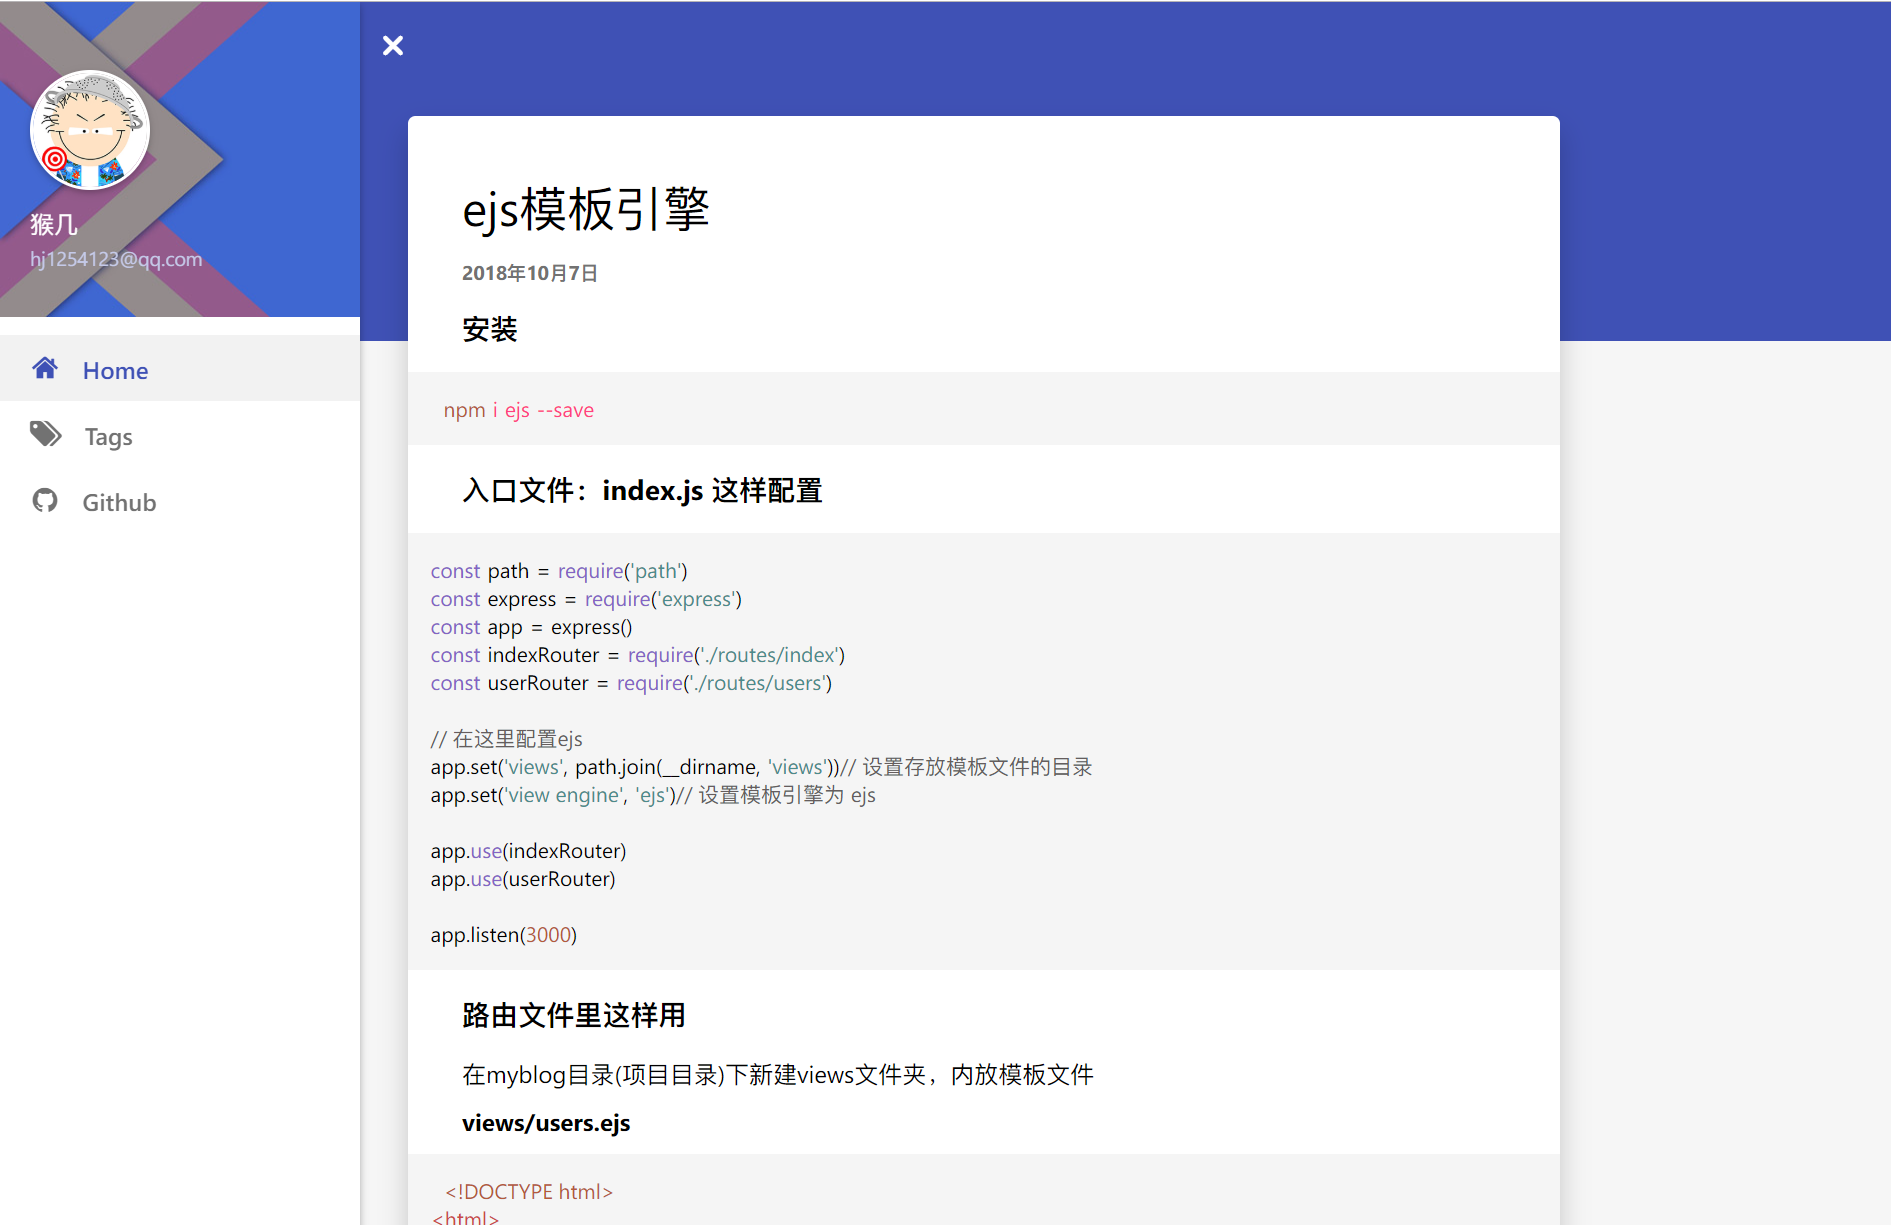 猴几
hj1254123@qq.com
Home
Tags
Github
ejs模板引擎
2018年10月7日
安装
npm i ejs --save
入口文件：index.js 这样配置
const path = require('path')
const express = require('express')
const app = express()
const indexRouter = require('./routes/index')
const userRouter = require('./routes/users')
// 在这里配置ejs
app.set('views', path.join(__dirname, 'views'))// 设置存放模板文件的目录
app.set('view engine', 'ejs')// 设置模板引擎为 ejs
app.use(indexRouter)
app.use(userRouter)
app.listen(3000)
路由文件里这样用
在myblog目录(项目目录)下新建views文件夹，内放模板文件
views/users.ejs
<!DOCTYPE html>
<html>